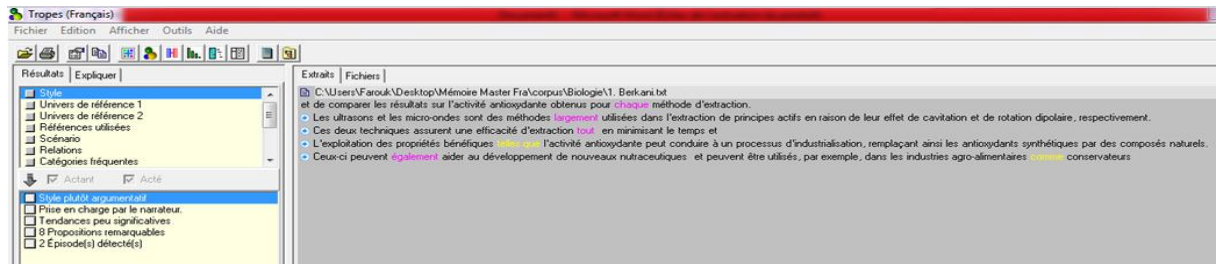 Tropes (Français)
Fichier Edition Afficher Outils Aide
Résultats Expliquer
Style
Univers de référence 1
Univers de référence 2
Références utilisées
Scénario
Relations
Catégories fréquentes
Actant Acté
Style plutôt argumentatif
Prise en charge par le narrateur.
Tendances peu significatives
8 Propositions remarquables
2 Épisode(s) détecté(s)
Extraits Fichiers
C:\Users\Farouk\Desktop\Mémoire Master Fra\corpus\Biologie\1. Berkani.txt
et de comparer les résultats sur l'activité antioxydante obtenus pour chaque méthode d'extraction.
Les ultrasons et les micro-ondes sont des méthodes largement utilisées dans l'extraction de principes actifs en raison de leur effet de cavitation et de rotation dipolaire, respectivement.
Ces deux techniques assurent une efficacité d'extraction tout en minimisant le temps et
L'exploitation des propriétés bénéfiques telles que l'activité antioxydante peut conduire à un processus d'industrialisation, remplaçant ainsi les antioxydants synthétiques par des composés naturels.
Ceux-ci peuvent également aider au développement de nouveaux nutraceutiques et peuvent être utilisés, par exemple, dans les industries agro-alimentaires comme conservateurs